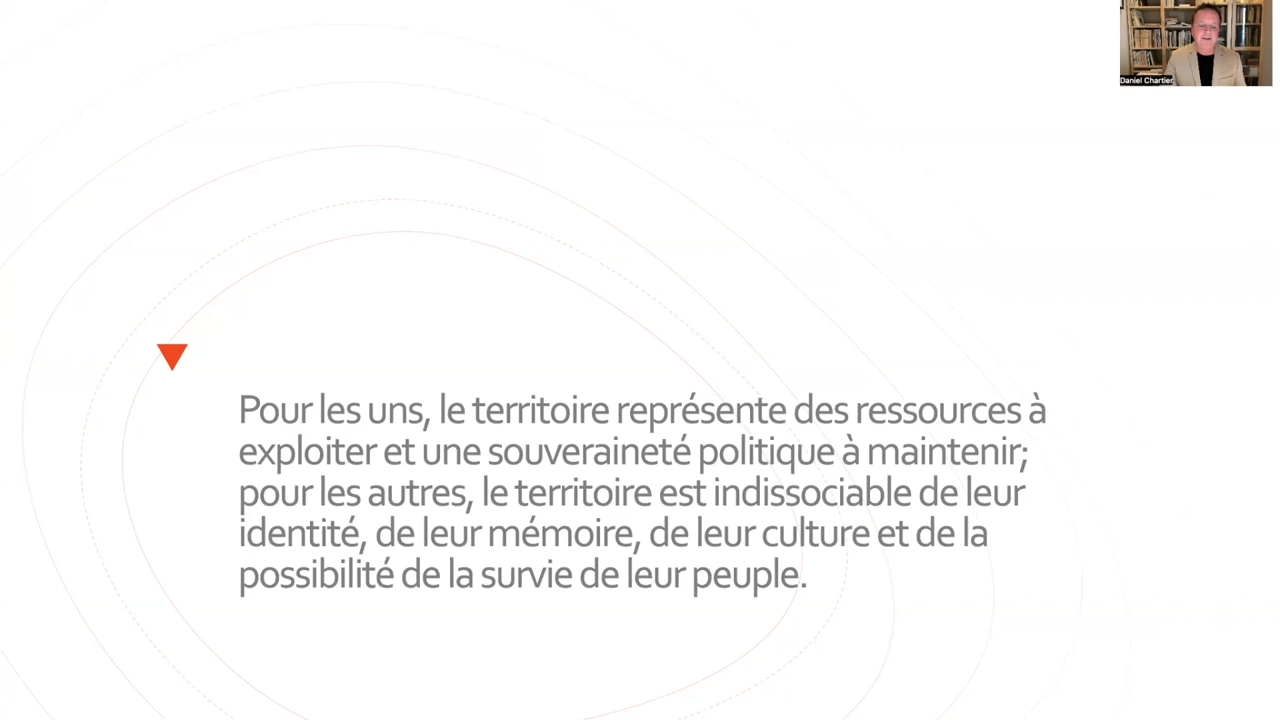 Daniel Chartier
Pour les uns, le territoire représente des ressources à
exploiter et une souveraineté politique à maintenir;
pour les autres, le territoire est indissociable de leur
identité, de leur mémoire, de leur culture et de la
possibilité de la survie de leur peuple.